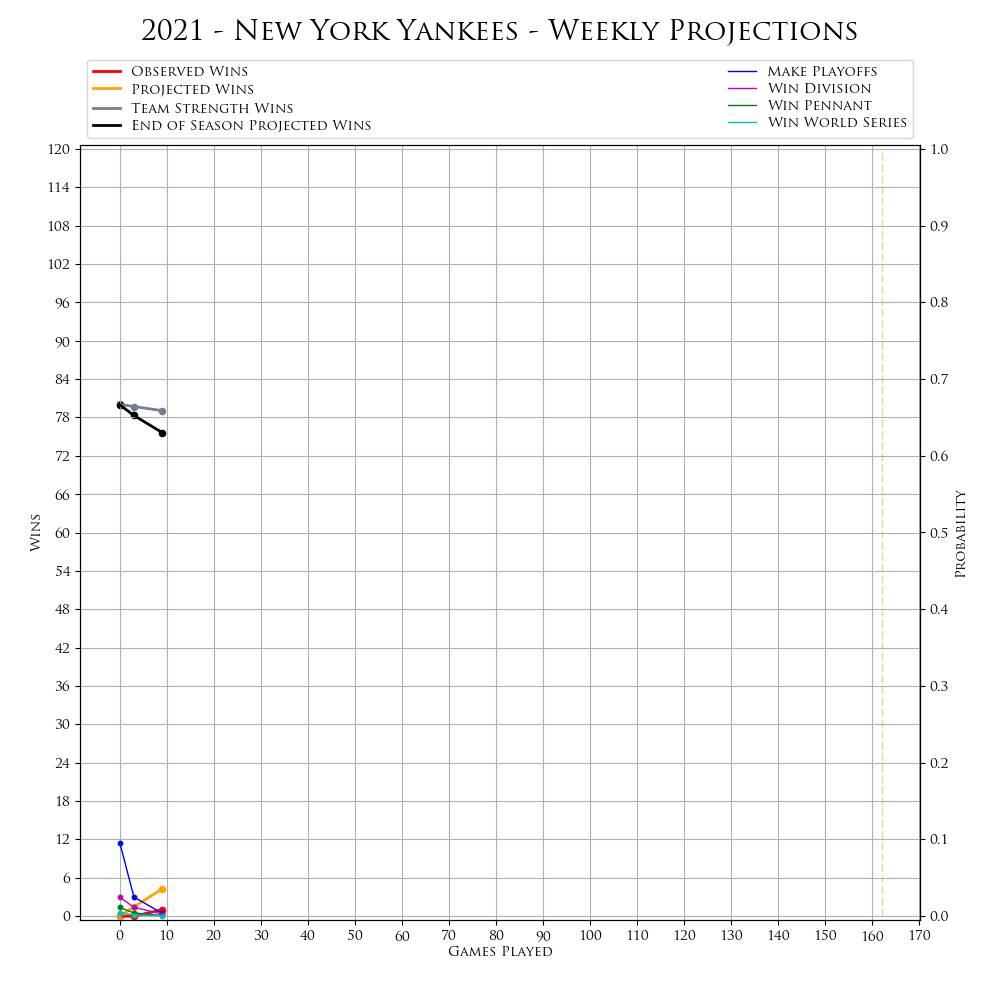 2021 - New York Yankees - Weekly Projections
Observed Wins
Projected Wins
Team Strength Wins
End of Season Projected Wins
Make Playoffs
Win Division
Win Pennant
Win World Series
120
114
108
102
96
90
84
78
72
66
60
54
48
42
36
30
24
18
12
6
0
Wins
1.0
0.9
0.8
0.7
0.6
0.5
0.4
0.3
0.2
0.1
0.0
Probability
0 10 20 30 40 50 60 70 80 90 100 110 120 130 140 150 160 170
Games Played